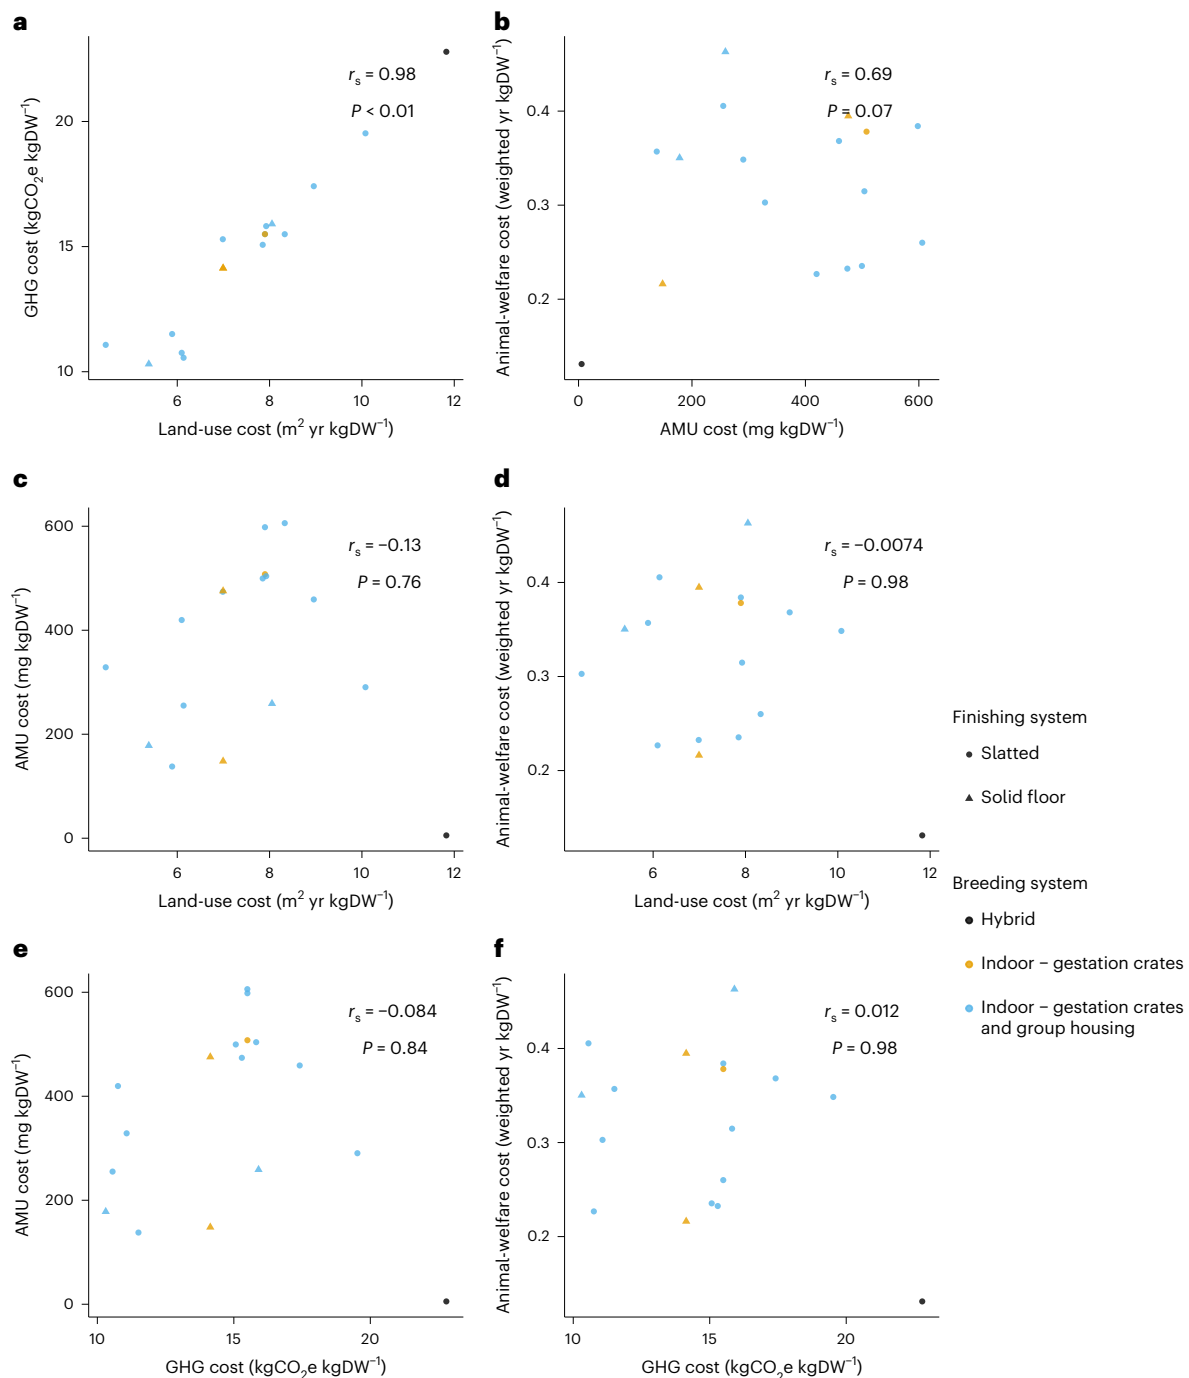 a
GHG cost (kgCO2e kgDW−1)
20
15
10
6 8 10 12
Land-use cost (m2 yr kgDW−1)
rs = 0.98
P < 0.01
b
Animal-welfare cost (weighted yr kgDW−1)
0.4
0.3
0.2
0 200 400 600
AMU cost (mg kgDW−1)
rs = 0.69
P = 0.07
c
AMU cost (mg kgDW−1)
600
400
200
0
6 8 10 12
Land-use cost (m2 yr kgDW−1)
rs = −0.13
P = 0.76
d
Animal-welfare cost (weighted yr kgDW−1)
0.4
0.3
0.2
6 8 10 12
Land-use cost (m2 yr kgDW−1)
rs = −0.0074
P = 0.98
Finishing system
Slatted
Solid floor
Breeding system
Hybrid
Indoor − gestation crates
Indoor − gestation crates
and group housing
e
AMU cost (mg kgDW−1)
600
400
200
0
10 15 20
GHG cost (kgCO2e kgDW−1)
rs = −0.084
P = 0.84
f
Animal-welfare cost (weighted yr kgDW−1)
0.4
0.3
0.2
10 15 20
GHG cost (kgCO2e kgDW−1)
rs = 0.012
P = 0.98